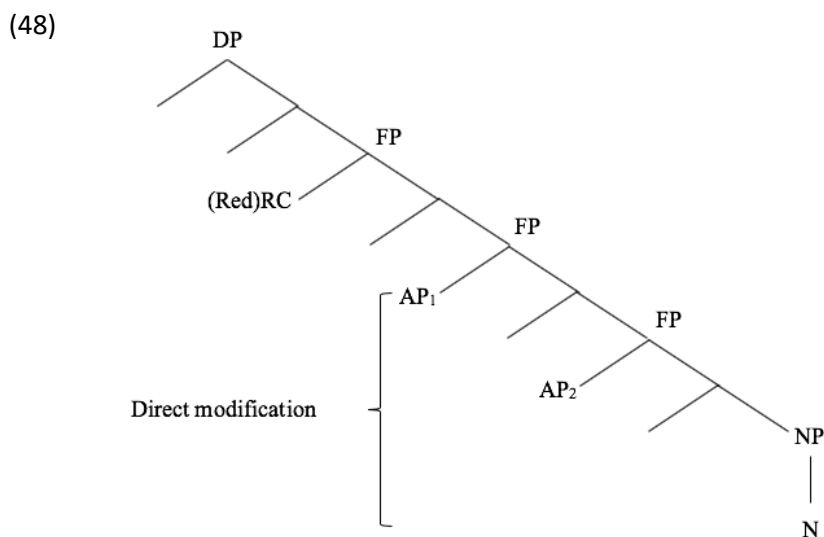 (48)
DP
FP
(Red)RC
FP
AP₁
FP
AP₂
Direct modification
NP
N